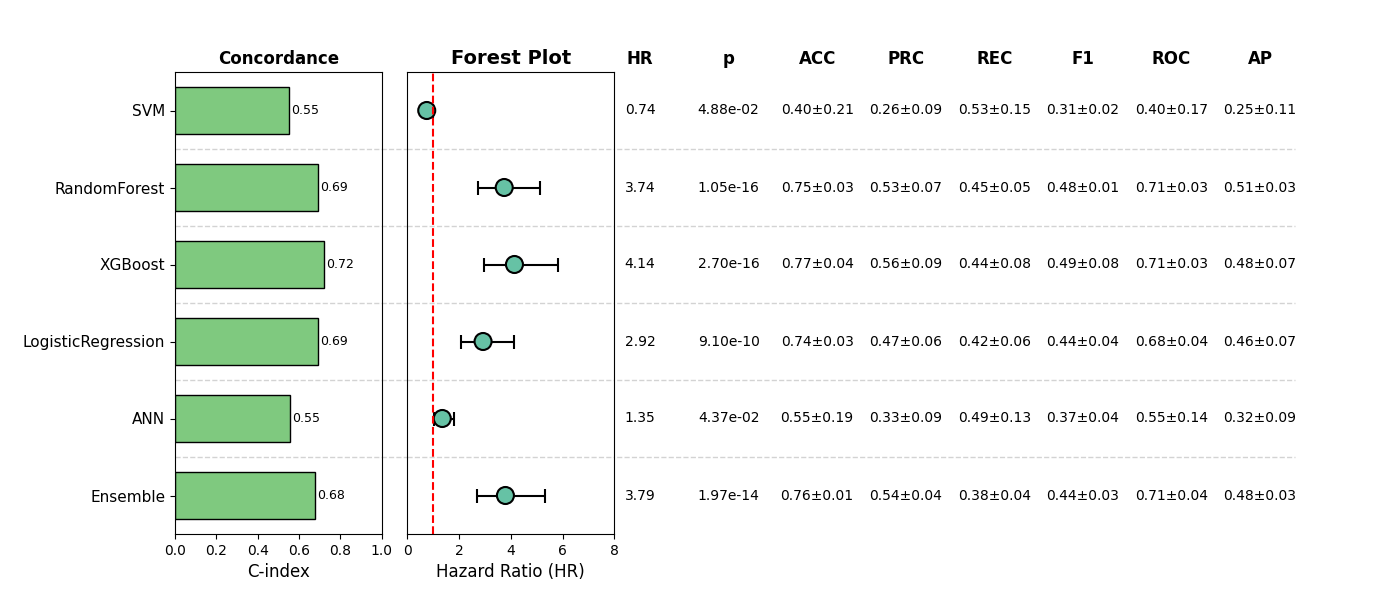 Concordance Forest Plot HR p ACC PRC REC F1 ROC AP
SVM 0.55 0.74 4.88e-02 0.40±0.21 0.26±0.09 0.53±0.15 0.31±0.02 0.40±0.17 0.25±0.11
RandomForest 0.69 3.74 1.05e-16 0.75±0.03 0.53±0.07 0.45±0.05 0.48±0.01 0.71±0.03 0.51±0.03
XGBoost 0.72 4.14 2.70e-16 0.77±0.04 0.56±0.09 0.44±0.08 0.49±0.08 0.71±0.03 0.48±0.07
LogisticRegression 0.69 2.92 9.10e-10 0.74±0.03 0.47±0.06 0.42±0.06 0.44±0.04 0.68±0.04 0.46±0.07
ANN 0.55 1.35 4.37e-02 0.55±0.19 0.33±0.09 0.49±0.13 0.37±0.04 0.55±0.14 0.32±0.09
Ensemble 0.68 3.79 1.97e-14 0.76±0.01 0.54±0.04 0.38±0.04 0.44±0.03 0.71±0.04 0.48±0.03
0.0 0.2 0.4 0.6 0.8 1.0 0 2 4 6 8
C-index Hazard Ratio (HR)